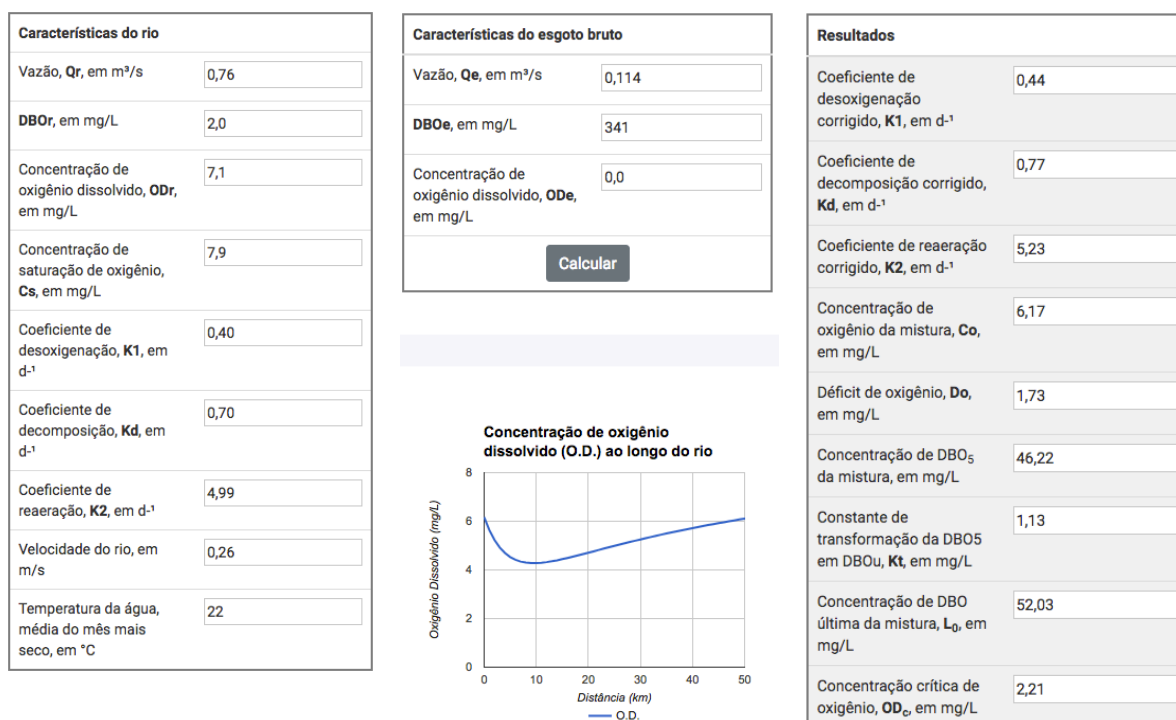 Características do rio
Vazão, Qr, em m³/s
0,76
DBOr, em mg/L
2,0
Concentração de
oxigênio dissolvido, ODr,
em mg/L
7,1
Concentração de
saturação de oxigênio,
Cs, em mg/L
7,9
Coeficiente de
desoxigenação, K1, em
d-¹
0,40
Coeficiente de
decomposição, Kd, em
d-¹
0,70
Coeficiente de
reaeração, K2, em d-¹
4,99
Velocidade do rio, em
m/s
0,26
Temperatura da água,
média do mês mais
seco, em °C
22
Características do esgoto bruto
Vazão, Qe, em m³/s
0,114
DBOe, em mg/L
341
Concentração de
oxigênio dissolvido, ODe,
em mg/L
0,0
Calcular
Concentração de oxigênio
dissolvido (O.D.) ao longo do rio
Oxigênio Dissolvido (mg/L)
8
6
4
2
0
0 10 20 30 40 50
Distância (km)
O.D.
Resultados
Coeficiente de
desoxigenação
corrigido, K1, em d-¹
0,44
Coeficiente de
decomposição corrigido,
Kd, em d-¹
0,77
Coeficiente de reaeração
corrigido, K2, em d-¹
5,23
Concentração de
oxigênio da mistura, Co,
em mg/L
6,17
Déficit de oxigênio, Do,
em mg/L
1,73
Concentração de DBO₅
da mistura, em mg/L
46,22
Constante de
transformação da DBO5
em DBOu, Kt, em mg/L
1,13
Concentração de DBO
última da mistura, L₀, em
mg/L
52,03
Concentração crítica de
oxigênio, ODc, em mg/L
2,21